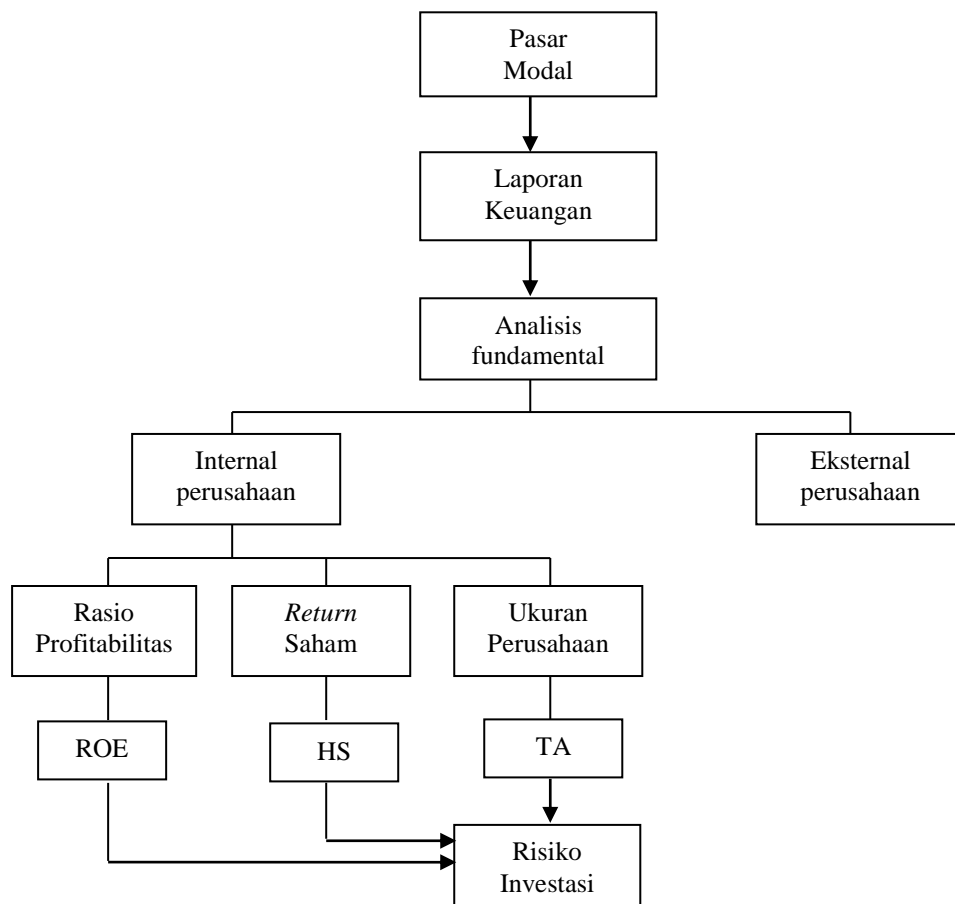 Pasar
Modal
Laporan
Keuangan
Analisis
fundamental
Internal
perusahaan
Eksternal
perusahaan
Rasio
Profitabilitas
Return
Saham
Ukuran
Perusahaan
ROE
HS
TA
Risiko
Investasi